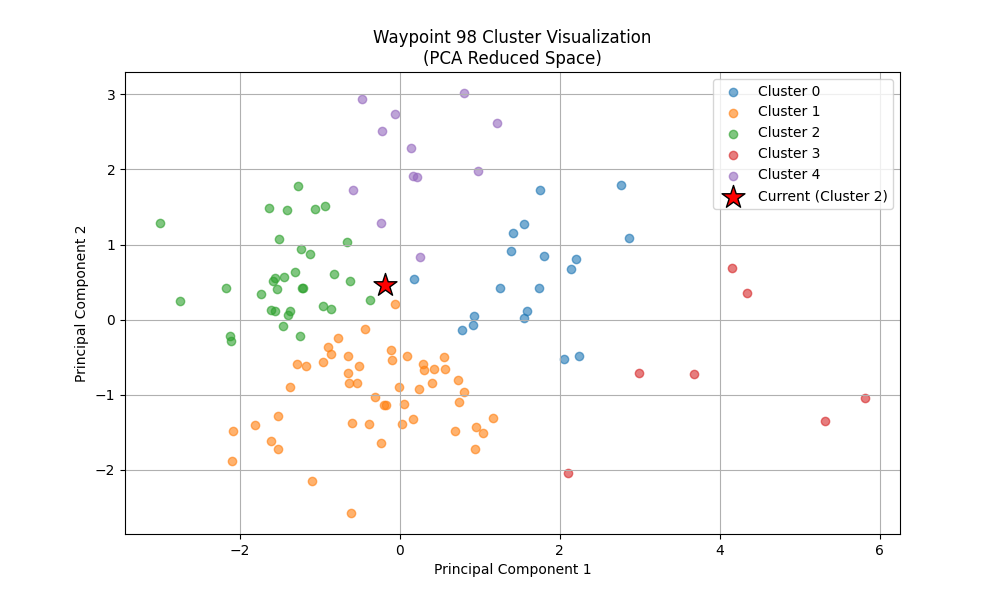 Waypoint 98 Cluster Visualization
(PCA Reduced Space)
Principal Component 2
3
2
1
0
−1
−2
Cluster 0
Cluster 1
Cluster 2
Cluster 3
Cluster 4
Current (Cluster 2)
−2
0
2
4
6
Principal Component 1